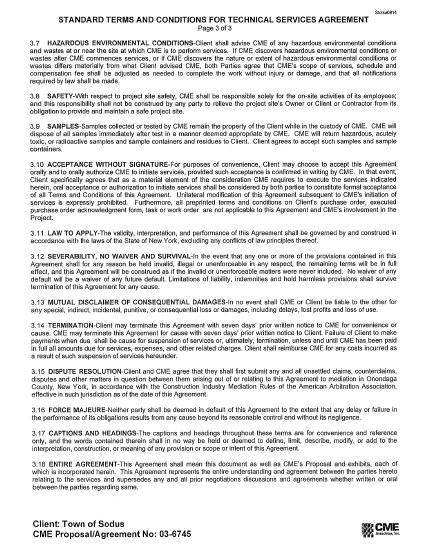 Stcsa0814
STANDARD TERMS AND CONDITIONS FOR TECHNICAL SERVICES AGREEMENT
Page 3 of 3
3.7 HAZARDOUS ENVIRONMENTAL CONDITIONS-Client shall advise CME of any hazardous environmental conditions
and wastes at or near the site at which CME is to perform services. If CME discovers hazardous environmental conditions or
wastes after CME commences services, or if CME discovers the nature or extent of hazardous environmental conditions or
wastes differs materially from what Client advised CME, both Parties agree that CME's scope of services, schedule and
compensation fee shall be adjusted as needed to complete the work without injury or damage, and that all notifications
required by law shall be made.
3.8 SAFETY-With respect to project site safety, CME shall be responsible solely for the on-site activities of its employees;
and this responsibility shall not be construed by any party to relieve the project's Owner or Client or Contractor from its
obligation to provide and maintain a safe project site.
3.9 SAMPLES-Samples collected or tested by CME remain the property of the Client while in the custody of CME. CME will
dispose of all samples immediately after test in a manner deemed appropriate by CME. CME will return hazardous, acutely
toxic, or radioactive samples and sample containers and residues to Client. Client agrees to accept such samples and sample
containers.
3.10 ACCEPTANCE WITHOUT SIGNATURE-For purposes of convenience, Client may choose to accept this Agreement
orally and to orally authorize CME to initiate services, provided such acceptance is confirmed in writing by CME. In that event,
Client specifically agrees that as a material element of the consideration CME requires to execute the services indicated
herein, oral acceptance or authorization to initiate services shall be considered by both parties to constitute formal acceptance
of all Terms and Conditions of this Agreement. Unilateral modification of this Agreement subsequent to CME's initiation
of services is expressly prohibited. Furthermore, all preprinted terms and conditions on Client's purchase order, executed
purchase order acknowledgment form, task or work order are not applicable to this Agreement and CME's involvement in the
Project.
3.11 LAW TO APPLY-The validity, interpretation, and performance of this Agreement shall be governed by and construed in
accordance with the laws of the State of New York, excluding any conflicts of law principles thereof.
3.12 SEVERABILITY, NO WAIVER AND SURVIVAL-In the event that any one or more of the provisions contained in this
Agreement shall for any reason be held invalid, illegal or unenforceable in any respect, the remaining terms will be in full
effect, and this Agreement will be construed as if the invalid or unenforceable matters were never included. No waiver of any
default will be a waiver of any future default. Limitations of liability, indemnities and hold harmless provisions shall survive
termination of this Agreement for any cause.
3.13 MUTUAL DISCLAIMER OF CONSEQUENTIAL DAMAGES-In no event shall CME or Client be liable to the other for
any special, indirect, incidental, punitive, or consequential loss or damages, including delays, lost profits and loss of use.
3.14 TERMINATION-Client may terminate this Agreement with seven days' prior written notice to CME for convenience or
cause. CME may terminate this Agreement for cause with seven days' prior written notice to Client. Failure of Client to make
payments when due shall be cause for suspension of services or, ultimately, termination, unless and until CME has been paid
in full all amounts due for services, expenses, and other related charges. Client shall reimburse CME for any costs incurred as
a result of such suspension of services hereunder.
3.15 DISPUTE RESOLUTION-Client and CME agree that they shall first submit any and all unsettled claims, counterclaims,
disputes and other matters in question between them arising out of or relating to this Agreement to mediation in Onondaga
County, New York, in accordance with the Construction Industry Mediation Rules of the American Arbitration Association,
effective in such jurisdiction as of the date of this Agreement.
3.16 FORCE MAJEURE-Neither party shall be deemed in default of this Agreement to the extent that any delay or failure in
the performance of its obligations results from any cause beyond its reasonable control and without its negligence.
3.17 CAPTIONS AND HEADINGS-The captions and headings throughout these terms are for convenience and reference
only, and the words contained therein shall in no way be held or deemed to define, limit, describe, modify, or add to the
interpretation, construction, or meaning of any provision or scope or intent of this Agreement.
3.18 ENTIRE AGREEMENT-This Agreement shall mean this document as well as CME's Proposal and exhibits, each of
which is incorporated herein. This Agreement represents the entire understanding and agreement between the parties hereto
relating to the services and supersedes any and all prior negotiations discussions and agreements whether written or oral
between the parties regarding same.
Client: Town of Sodus
CME Proposal/Agreement No: 03-6745
CME
Associates, Inc.